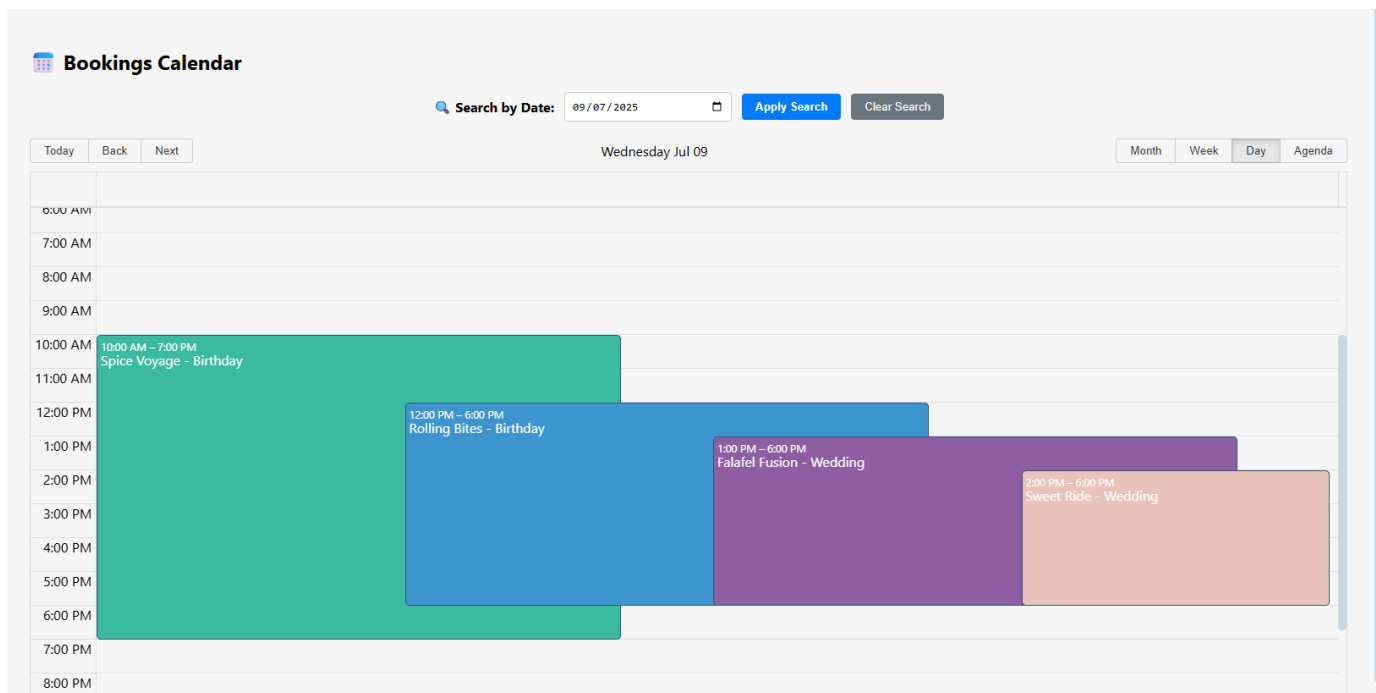 Bookings Calendar
Search by Date: 09/07/2025 Apply Search Clear Search
Today Back Next Wednesday Jul 09 Month Week Day Agenda
6:00 AM
7:00 AM
8:00 AM
9:00 AM
10:00 AM
10:00 AM – 7:00 PM
Spice Voyage - Birthday
11:00 AM
12:00 PM
12:00 PM – 6:00 PM
Rolling Bites - Birthday
1:00 PM
1:00 PM – 6:00 PM
Falafel Fusion - Wedding
2:00 PM
2:00 PM – 6:00 PM
Sweet Ride - Wedding
3:00 PM
4:00 PM
5:00 PM
6:00 PM
7:00 PM
8:00 PM